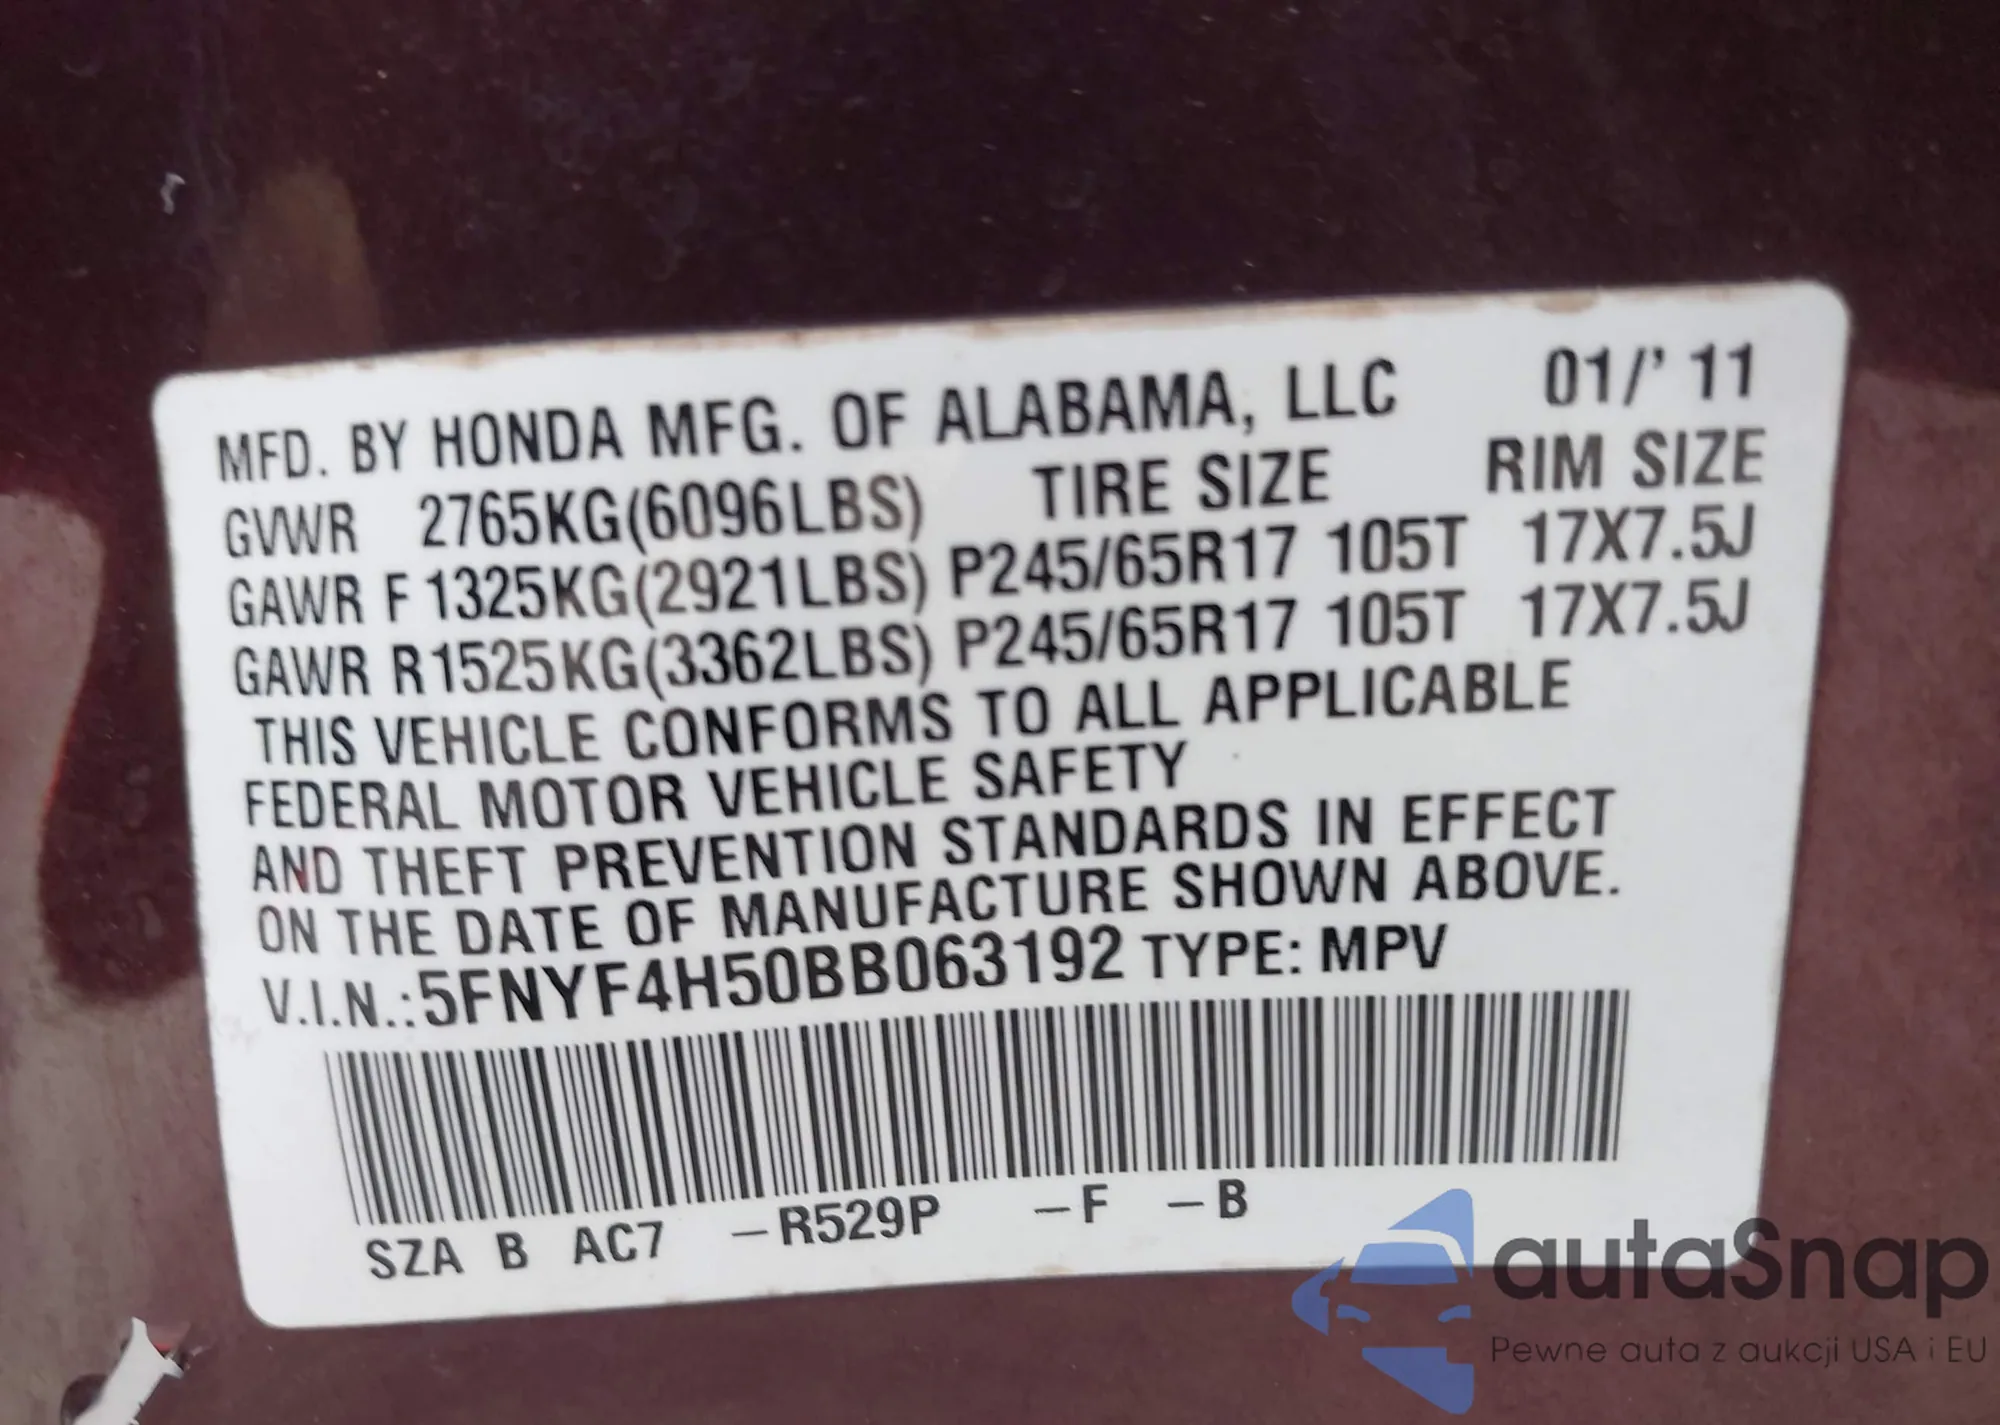 MFD. BY HONDA MFG. OF ALABAMA, LLC 01/' 11
GVWR 2765KG(6096LBS) TIRE SIZE RIM SIZE
GAWR F 1325KG(2921LBS) P245/65R17 105T 17X7.5J
GAWR R 1525KG(3362LBS) P245/65R17 105T 17X7.5J
THIS VEHICLE CONFORMS TO ALL APPLICABLE
FEDERAL MOTOR VEHICLE SAFETY
AND THEFT PREVENTION STANDARDS IN EFFECT
ON THE DATE OF MANUFACTURE SHOWN ABOVE.
V.I.N.:5FNYF4H50BB063192 TYPE: MPV
SZA B AC7 –R529P –F –B
autaSnap
Pewne auta z aukcji USA i EU